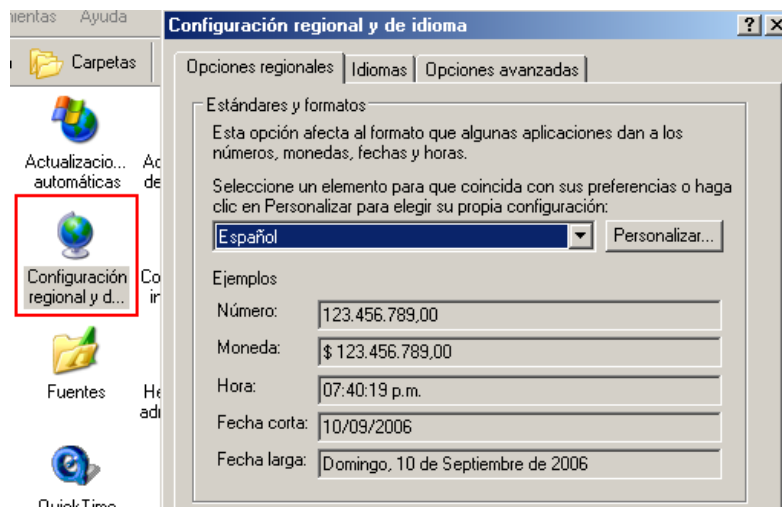 mientas Ayuda
Carpetas
Actualizacio...
automáticas
Configuración
regional y d...
Fuentes
QuickTime
Configuración regional y de idioma
Opciones regionales Idiomas Opciones avanzadas
Estándares y formatos
Esta opción afecta al formato que algunas aplicaciones dan a los
números, monedas, fechas y horas.
Seleccione un elemento para que coincida con sus preferencias o haga
clic en Personalizar para elegir su propia configuración:
Español Personalizar...
Ejemplos
Número: 123.456.789,00
Moneda: $ 123.456.789,00
Hora: 07:40:19 p.m.
Fecha corta: 10/09/2006
Fecha larga: Domingo, 10 de Septiembre de 2006